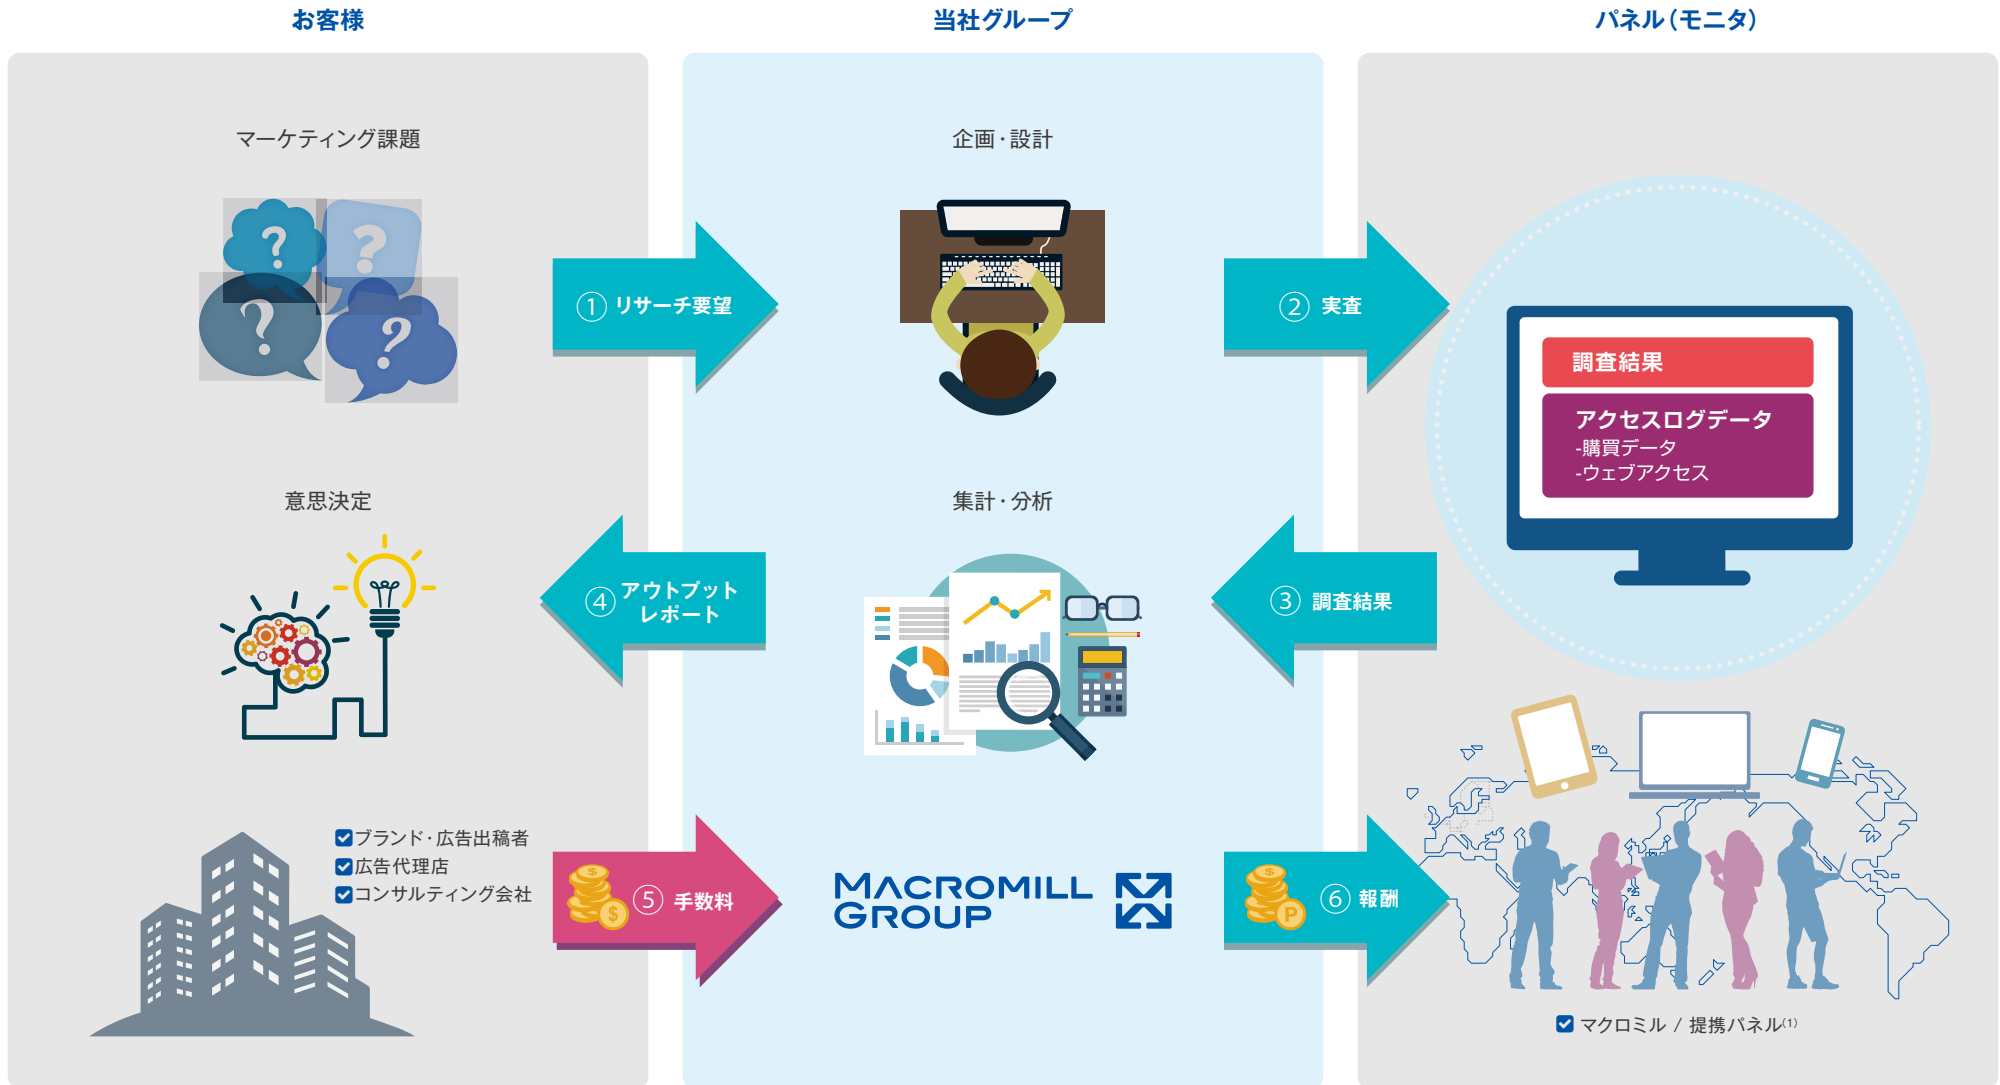 お客様
当社グループ
パネル（モニタ）
マーケティング課題
企画・設計
① リサーチ要望
② 実査
調査結果
アクセスログデータ
-購買データ
-ウェブアクセス
意思決定
集計・分析
④ アウトプット
レポート
③ 調査結果
ブランド・広告出稿者
広告代理店
コンサルティング会社
$
$
⑤ 手数料
MACROMILL
GROUP
$
P
⑥ 報酬
マクロミル / 提携パネル(1)